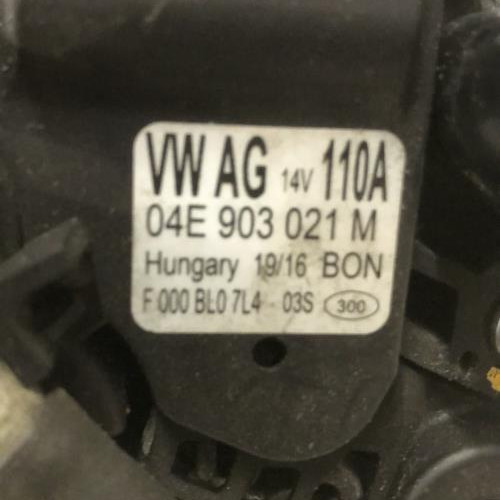 VW AG 14V 110A
04E 903 021 M
Hungary 19/16 BON
F 000 BL0 7L4 03S 300